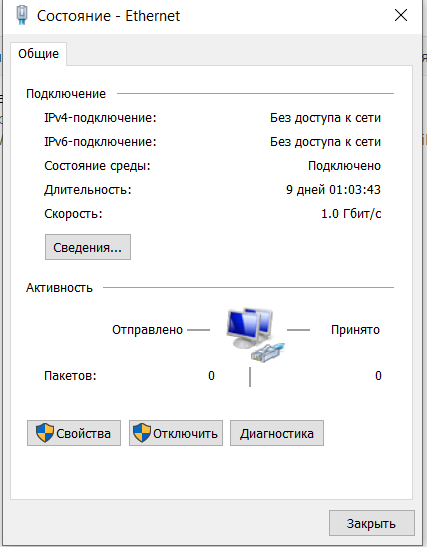 Состояние - Ethernet
Общие
Подключение
IPv4-подключение: Без доступа к сети
IPv6-подключение: Без доступа к сети
Состояние среды: Подключено
Длительность: 9 дней 01:03:43
Скорость: 1.0 Гбит/с
Сведения...
Активность
Отправлено Принято
Пакетов: 0 0
Свойства Отключить Диагностика
Закрыть